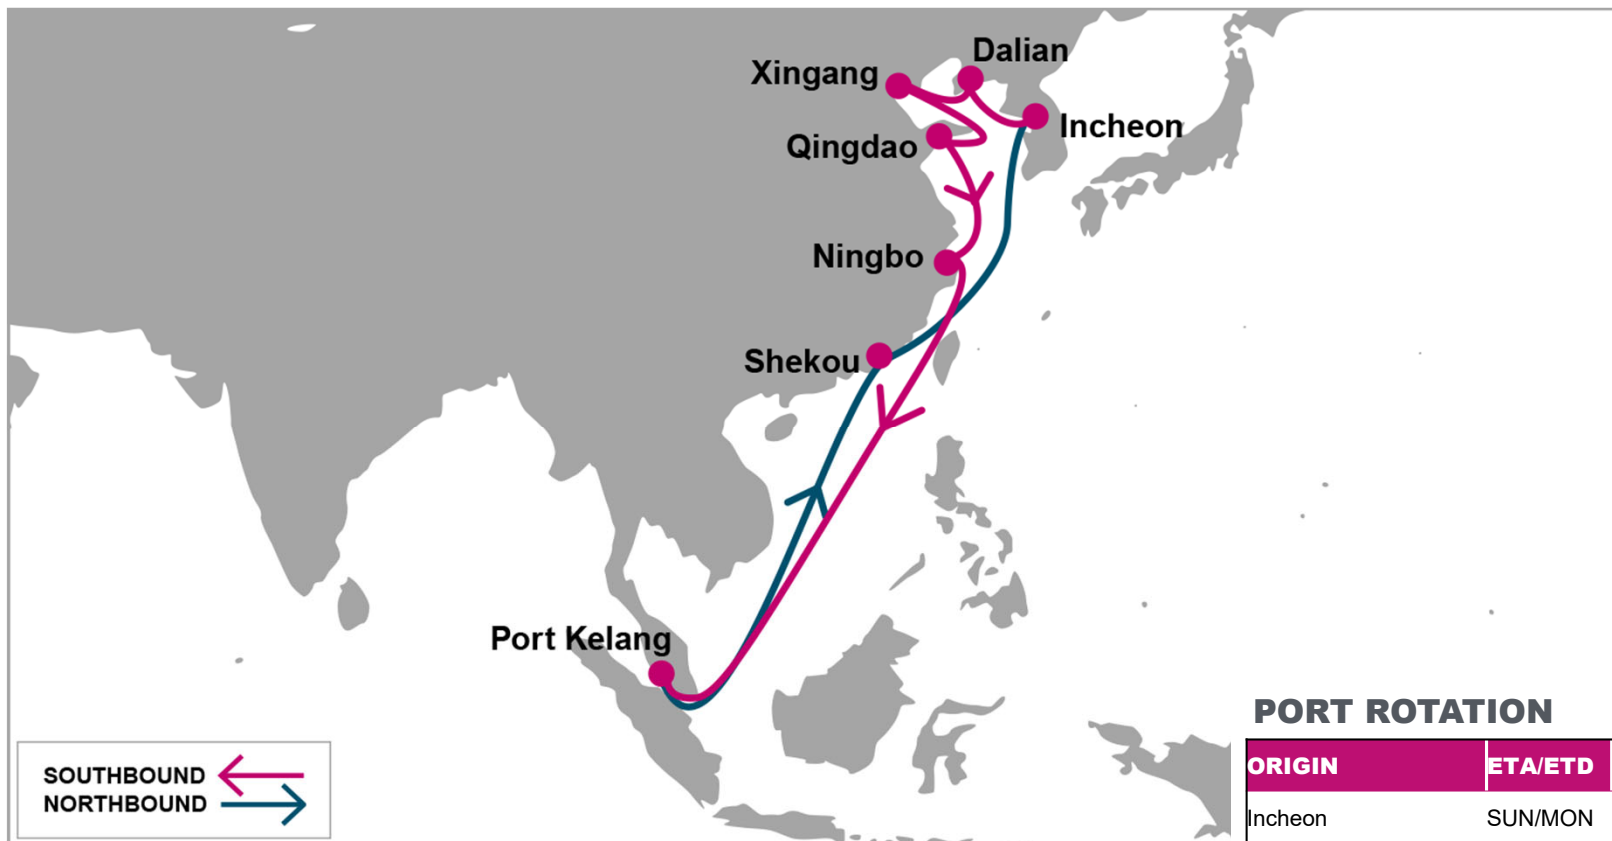 Dalian
Xingang
Incheon
Qingdao
Ningbo
Shekou
Port Kelang
PORT ROTATION
ORIGIN ETA/ETD
Incheon SUN/MON
SOUTHBOUND
NORTHBOUND